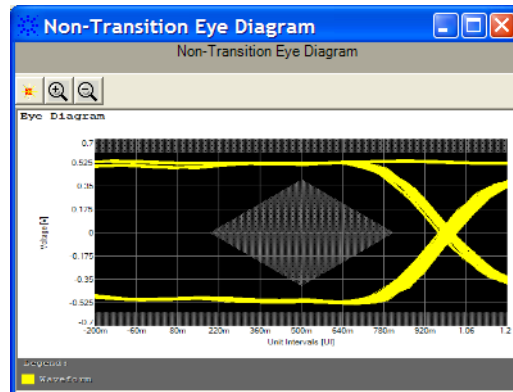 Non-Transition Eye Diagram
Non-Transition Eye Diagram
Eye Diagram
0.7
0.525
0.35
0.175
0
-0.175
-0.35
-0.525
-0.7
Voltage [V]
-200m -60m 80m 220m 360m 500m 640m 780m 920m 1.06 1.2
Unit Intervals [UI]
Legend:
Waveform